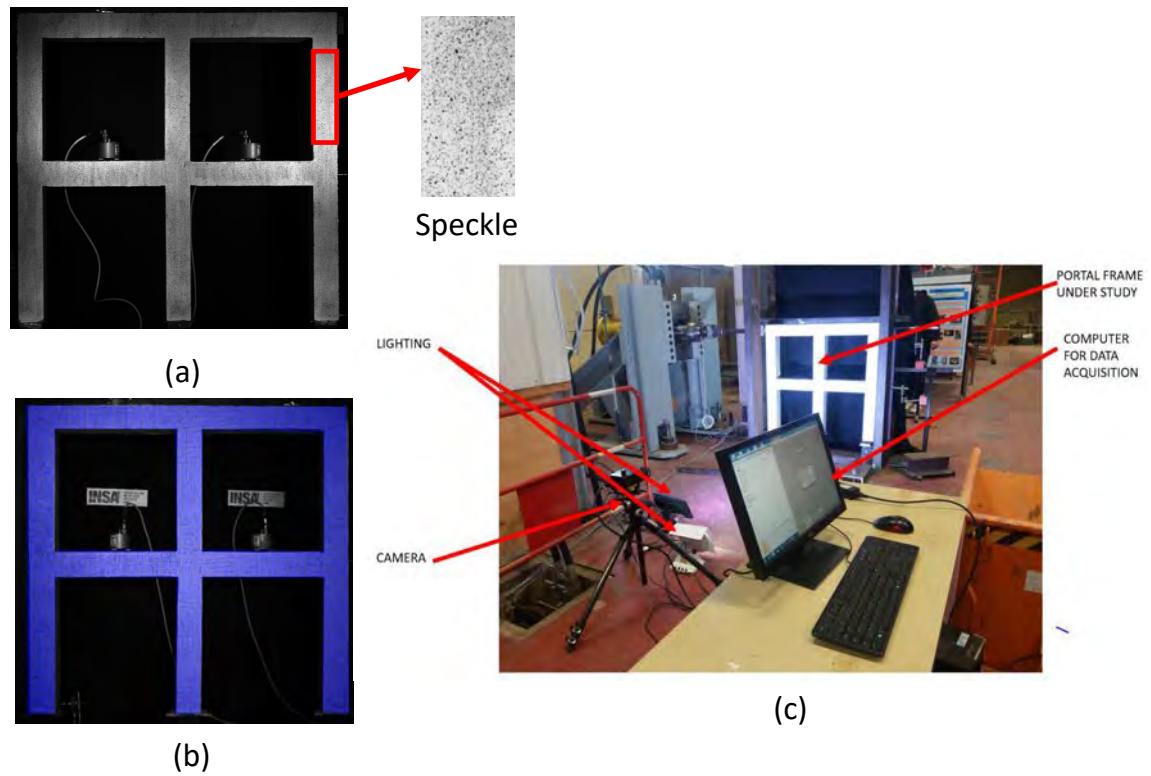 Speckle
(a)
INSA
INSA
(b)
PORTAL FRAME
UNDER STUDY
LIGHTING
COMPUTER
FOR DATA
ACQUISITION
CAMERA
(c)